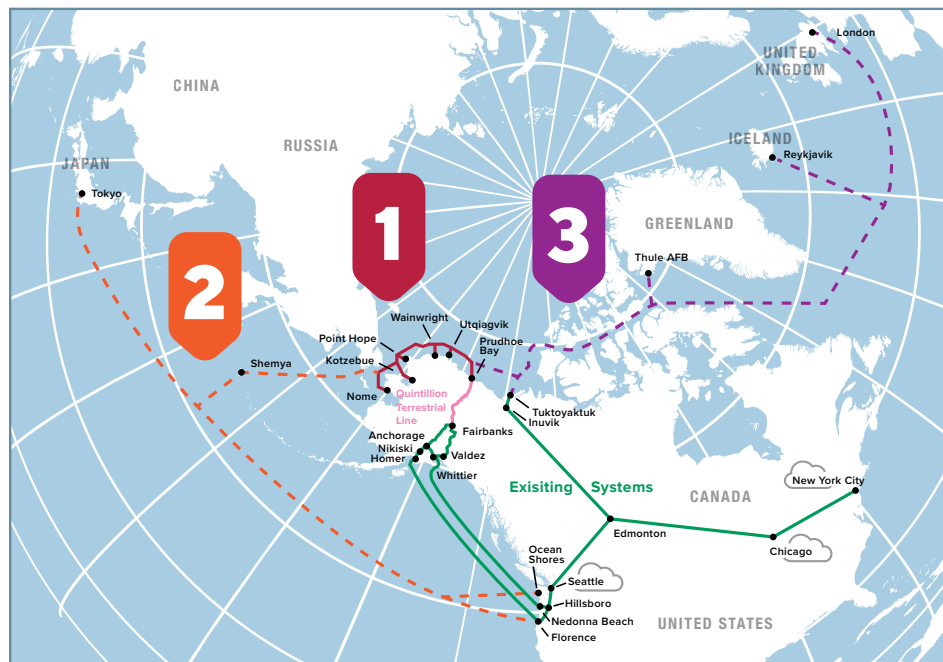 London
UNITED
KINGDOM
CHINA
ICELAND
RUSSIA
Reykjavik
JAPAN
Tokyo
1
3
GREENLAND
2
Thule AFB
Wainwright
Utqiagvik
Point Hope
Prudhoe
Bay
Kotzebue
Shemya
Nome
Quintillion
Terrestrial
Line
Tuktoyaktuk
Inuvik
Fairbanks
Anchorage
Nikiski
Homer
Valdez
Whittier
Exisiting Systems
New York City
CANADA
Edmonton
Chicago
Ocean
Shores
Seattle
Hillsboro
Nedonna Beach
Florence
UNITED STATES